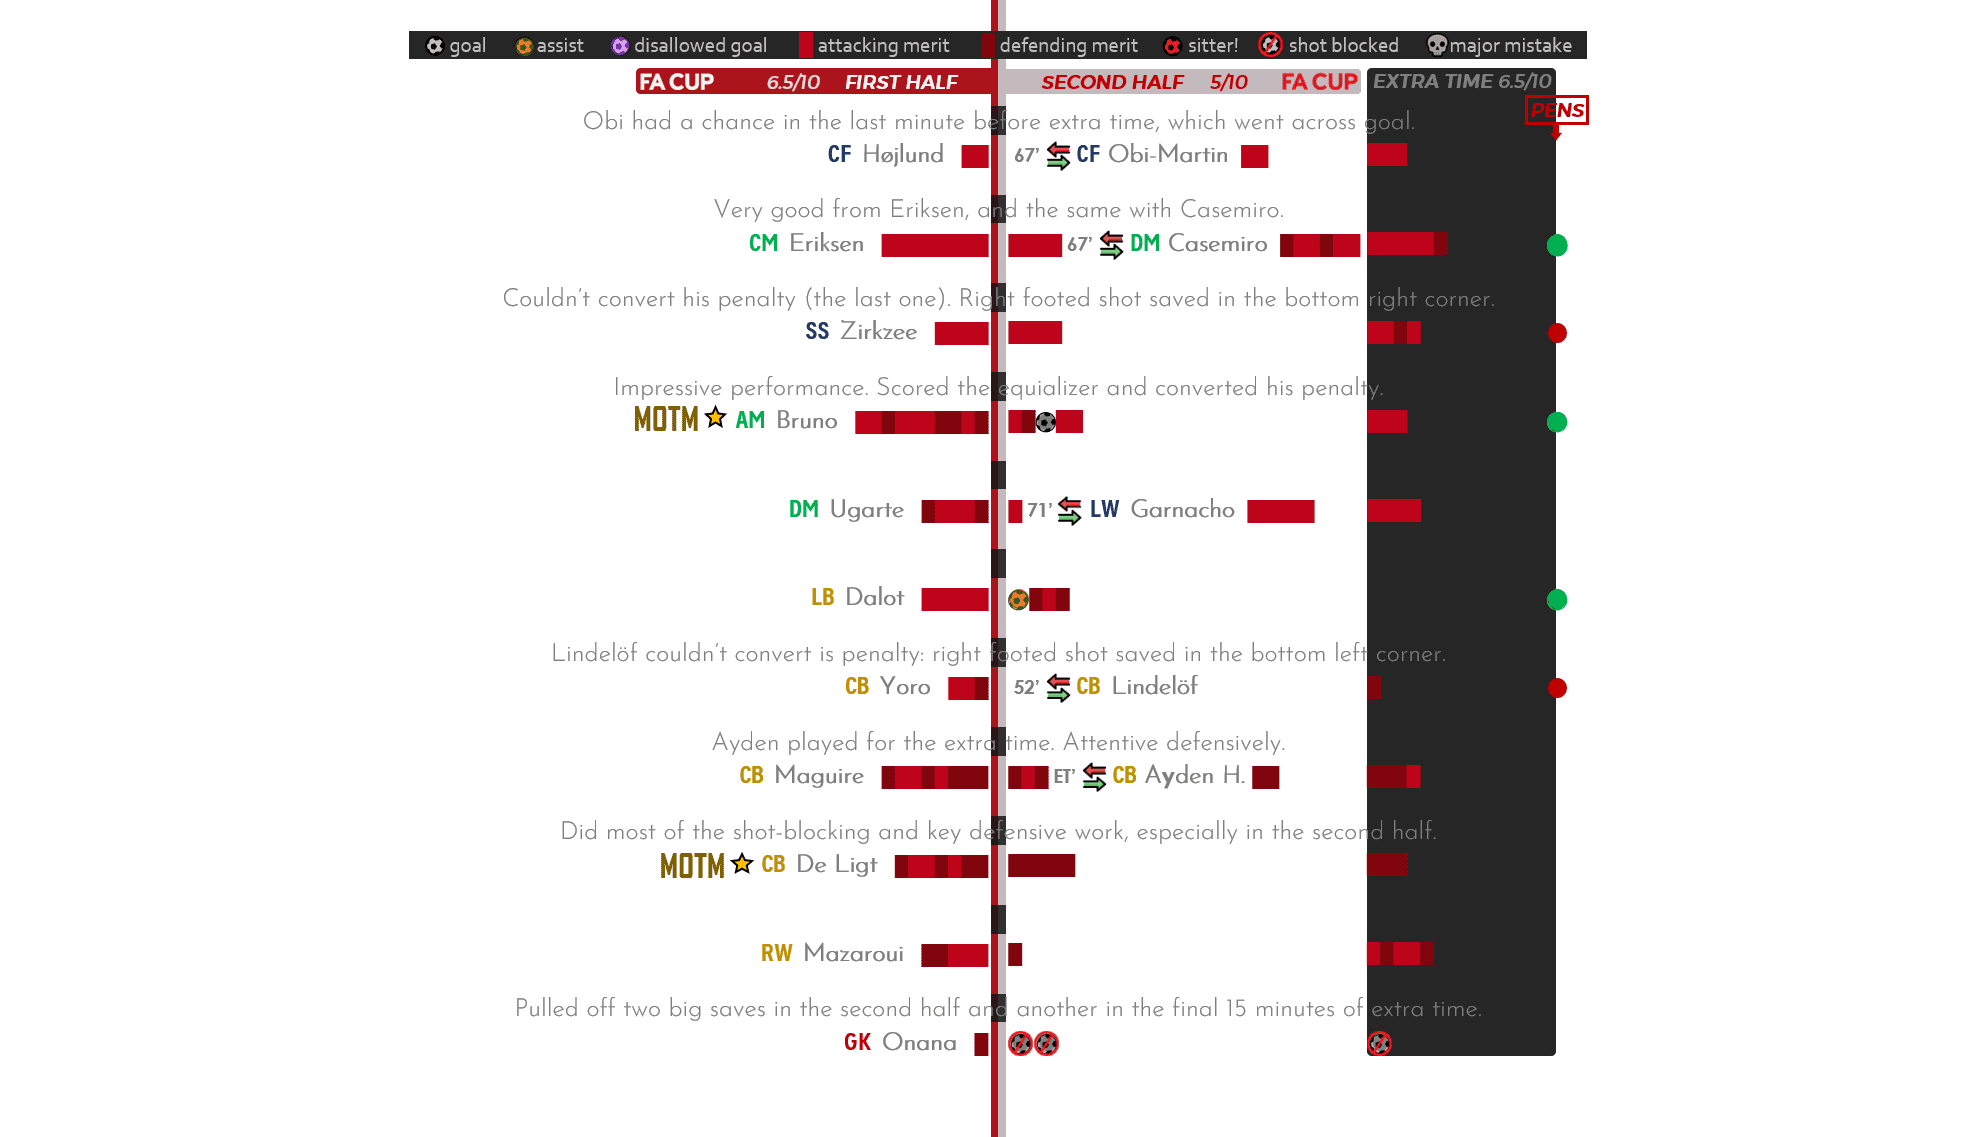 goal assist disallowed goal attacking merit defending merit sitter! shot blocked major mistake
FA CUP 6.5/10 FIRST HALF SECOND HALF 5/10 FA CUP EXTRA TIME 6.5/10
PENS
Obi had a chance in the last minute before extra time, which went across goal.
CF Højlund 67’ CF Obi-Martin
Very good from Eriksen, and the same with Casemiro.
CM Eriksen 67’ DM Casemiro
Couldn’t convert his penalty (the last one). Right footed shot saved in the bottom right corner.
SS Zirkzee
Impressive performance. Scored the equializer and converted his penalty.
MOTM AM Bruno
DM Ugarte 71’ LW Garnacho
LB Dalot
Lindelöf couldn’t convert is penalty: right footed shot saved in the bottom left corner.
CB Yoro 52’ CB Lindelöf
Ayden played for the extra time. Attentive defensively.
CB Maguire ET’ CB Ayden H.
Did most of the shot-blocking and key defensive work, especially in the second half.
MOTM CB De Ligt
RW Mazaroui
Pulled off two big saves in the second half and another in the final 15 minutes of extra time.
GK Onana